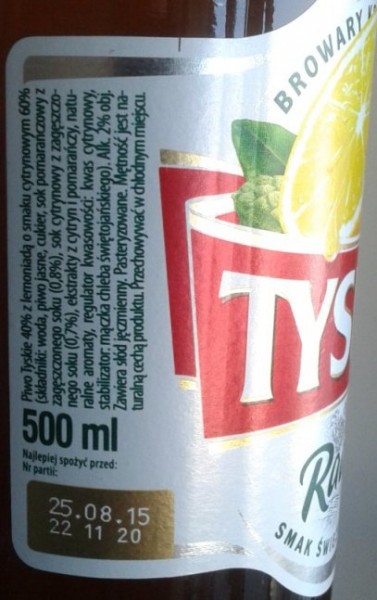 BROWARY
Piwo Tyskie 40% z lemoniadą o smaku cytrynowym 60%
(składniki: woda, piwo jasne, cukier, sok pomarańczowy z
zagęszczonego soku (0,8%), sok cytrynowy z zagęszczo-
nego soku (0,7%), ekstrakty z cytryn i pomarańczy, natu-
ralne aromaty, regulator kwasowości: kwas cytrynowy,
stabilizator: mączka chleba świętojańskiego). Alk. 2% obj.
Zawiera słód jęczmienny. Pasteryzowane. Mętność jest na-
turalną cechą produktu. Przechowywać w chłodnym miejscu.
TYS
500 ml
Najlepiej spożyć przed:
Nr partii:
25.08.15
22 11 20
Ra
SMAK ŚWI